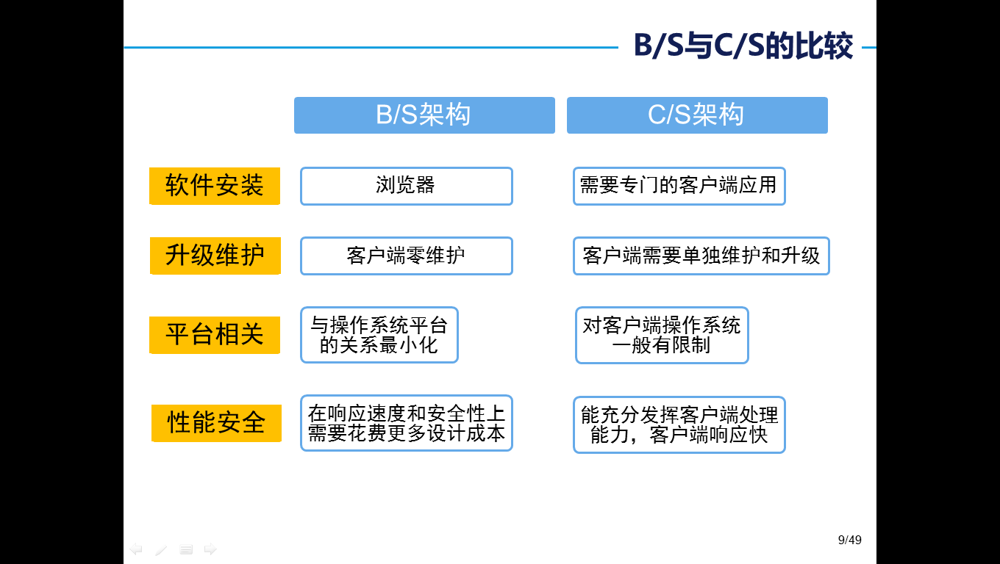 B/S与C/S的比较
B/S架构
C/S架构
软件安装
浏览器
需要专门的客户端应用
升级维护
客户端零维护
客户端需要单独维护和升级
平台相关
与操作系统平台
的关系最小化
对客户端操作系统
一般有限制
性能安全
在响应速度和安全性上
需要花费更多设计成本
能充分发挥客户端处理
能力，客户端响应快
9/49